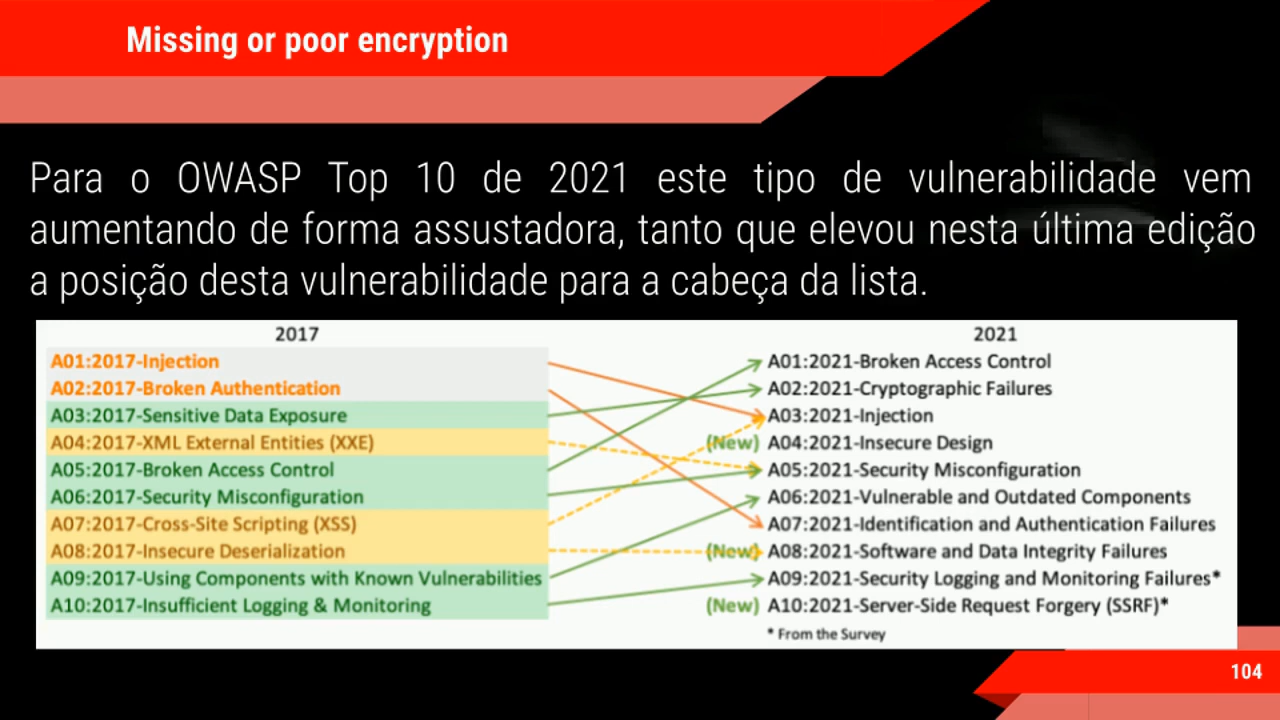 Missing or poor encryption
Para o OWASP Top 10 de 2021 este tipo de vulnerabilidade vem
aumentando de forma assustadora, tanto que elevou nesta última edição
a posição desta vulnerabilidade para a cabeça da lista.
2017
A01:2017-Injection
A02:2017-Broken Authentication
A03:2017-Sensitive Data Exposure
A04:2017-XML External Entities (XXE)
A05:2017-Broken Access Control
A06:2017-Security Misconfiguration
A07:2017-Cross-Site Scripting (XSS)
A08:2017-Insecure Deserialization
A09:2017-Using Components with Known Vulnerabilities
A10:2017-Insufficient Logging & Monitoring
2021
A01:2021-Broken Access Control
A02:2021-Cryptographic Failures
A03:2021-Injection
(New) A04:2021-Insecure Design
A05:2021-Security Misconfiguration
A06:2021-Vulnerable and Outdated Components
A07:2021-Identification and Authentication Failures
(New) A08:2021-Software and Data Integrity Failures
A09:2021-Security Logging and Monitoring Failures*
(New) A10:2021-Server-Side Request Forgery (SSRF)*
* From the Survey
104